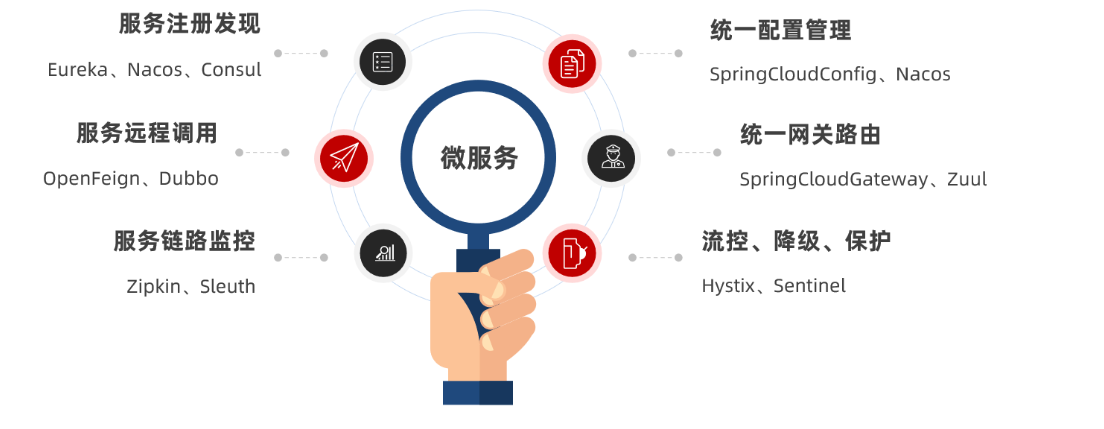 服务注册发现
Eureka、Nacos、Consul
服务远程调用
OpenFeign、Dubbo
服务链路监控
Zipkin、Sleuth
微服务
统一配置管理
SpringCloudConfig、Nacos
统一网关路由
SpringCloudGateway、Zuul
流控、降级、保护
Hystix、Sentinel